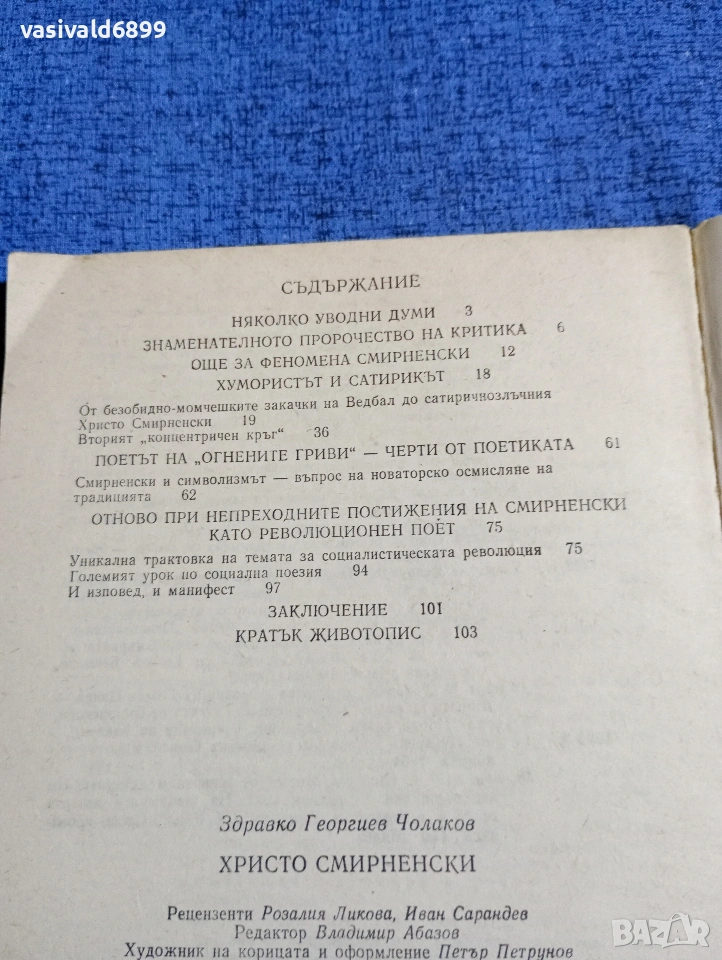 vasivald6899
СЪДЪРЖАНИЕ
НЯКОЛКО УВОДНИ ДУМИ 3
ЗНАМЕНАТЕЛНОТО ПРОРОЧЕСТВО НА КРИТИКА 6
ОЩЕ ЗА ФЕНОМЕНА СМИРНЕНСКИ 12
ХУМОРИСТЪТ И САТИРИКЪТ 18
От безобидно-момчешките закачки на Ведбал до сатиричнозлъчния
Христо Смирненски 19
Вторият „концентричен кръг“ 36
ПОЕТЪТ НА „ОГНЕНИТЕ ГРИВИ“ — ЧЕРТИ ОТ ПОЕТИКАТА 61
Смирненски и символизмът — въпрос на новаторско осмисляне на
традицията 62
ОТНОВО ПРИ НЕПРЕХОДНИТЕ ПОСТИЖЕНИЯ НА СМИРНЕНСКИ
КАТО РЕВОЛЮЦИОНЕН ПОЕТ 75
Уникална трактовка на темата за социалистическата революция 75
Големият урок по социална поезия 94
И изповед, и манифест 97
ЗАКЛЮЧЕНИЕ 101
КРАТЪК ЖИВОТОПИС 103
Здравко Георгиев Чолаков
ХРИСТО СМИРНЕНСКИ
Рецензенти Розалия Ликова, Иван Сарандев
Редактор Владимир Абазов
Художник на корицата и оформление Петър Петрунов
BAZAR